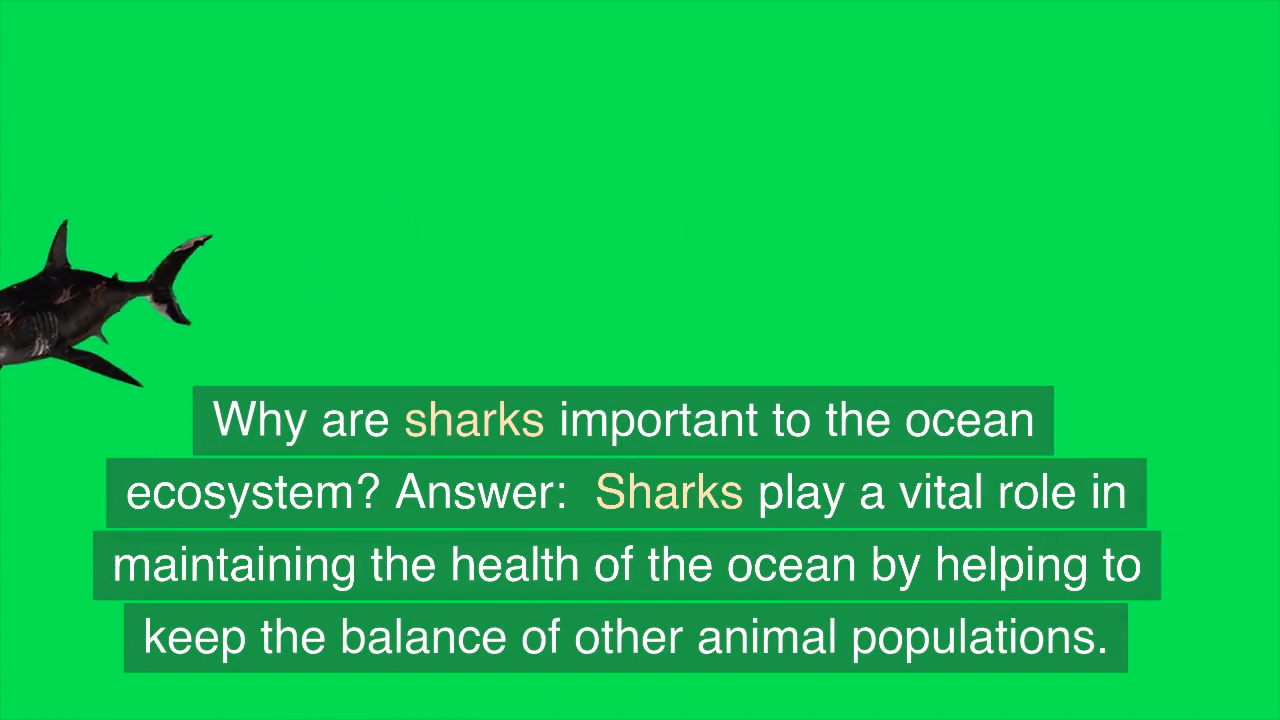 Why are sharks important to the ocean
ecosystem? Answer:  Sharks play a vital role in
maintaining the health of the ocean by helping to
keep the balance of other animal populations.